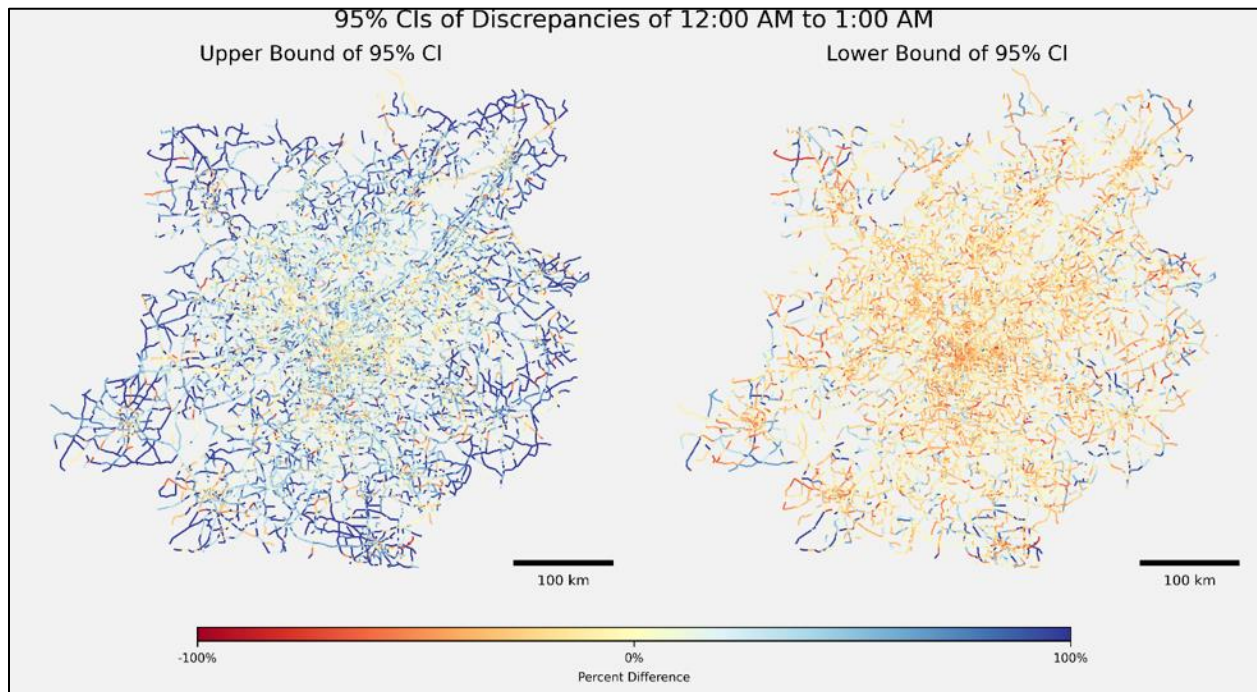 95% CIs of Discrepancies of 12:00 AM to 1:00 AM
Upper Bound of 95% CI
Lower Bound of 95% CI
100 km
100 km
-100%
0%
100%
Percent Difference